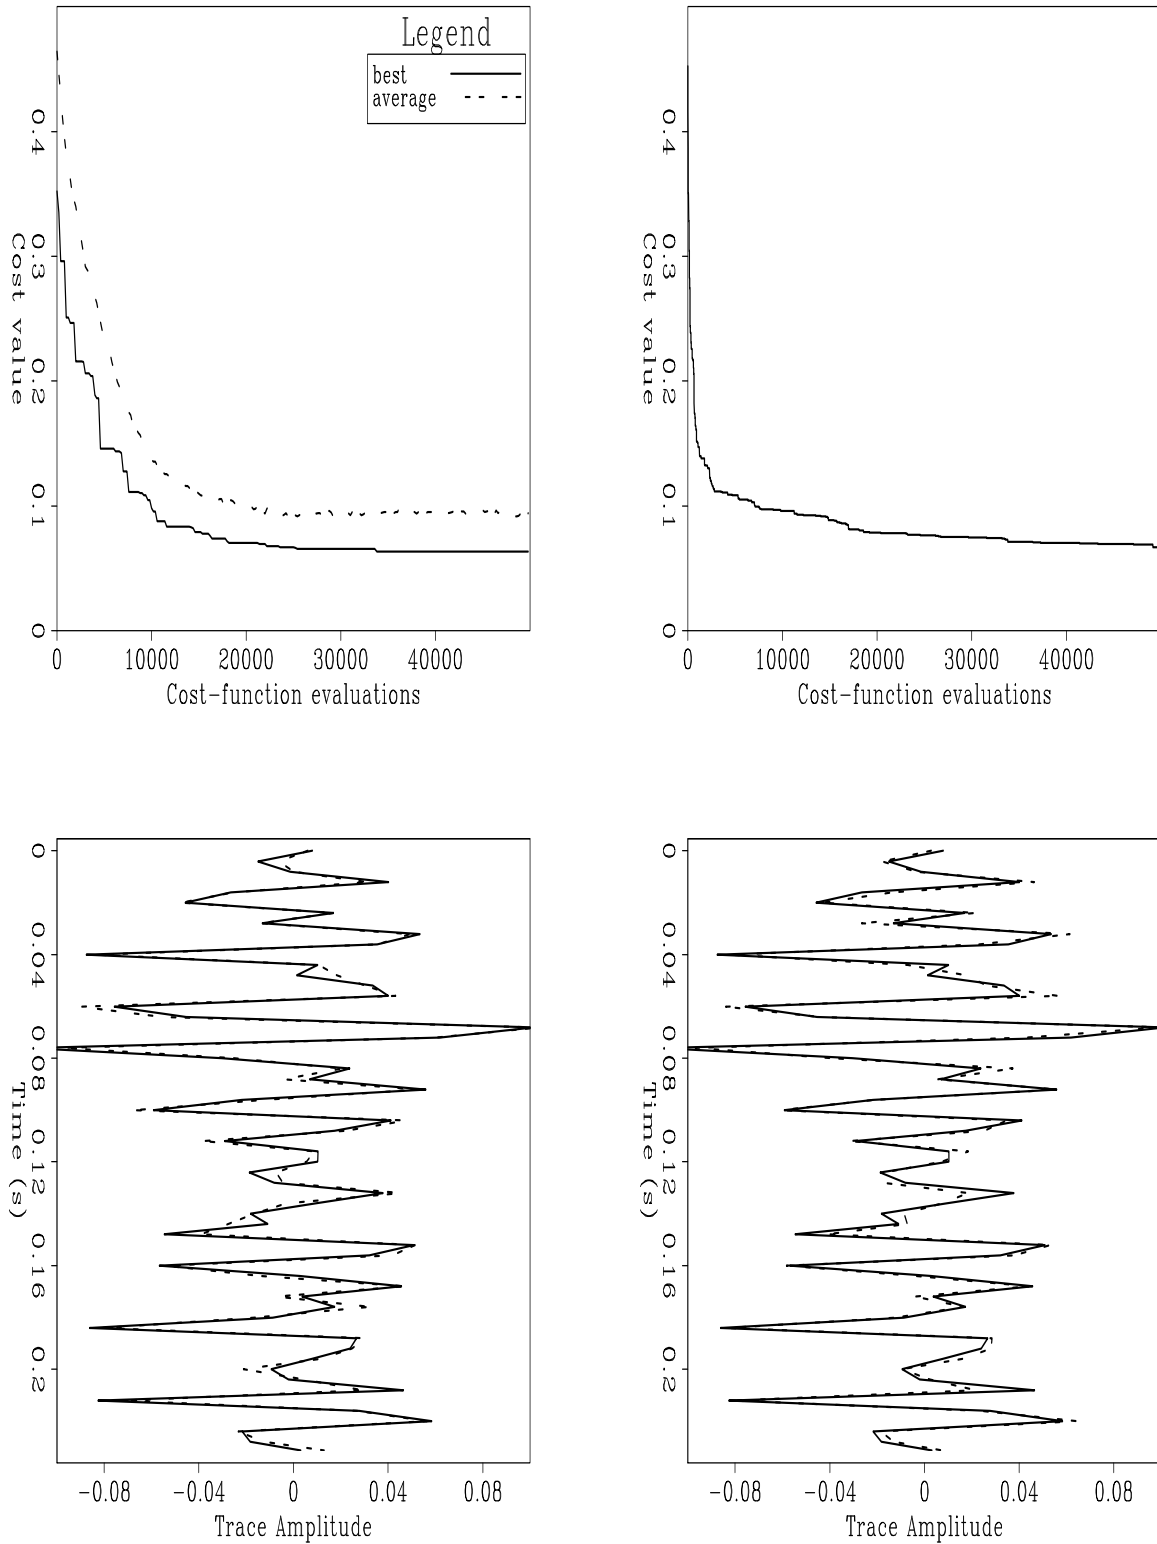 Legend
best
average
0.4
0.3
0.2
0.1
0
Cost value
0 10000 20000 30000 40000
Cost-function evaluations
0.4
0.3
0.2
0.1
0
Cost value
0 10000 20000 30000 40000
Cost-function evaluations
0
0.04
0.08
0.12
0.16
0.2
Time (s)
-0.08 -0.04 0 0.04 0.08
Trace Amplitude
0
0.04
0.08
0.12
0.16
0.2
Time (s)
-0.08 -0.04 0 0.04 0.08
Trace Amplitude